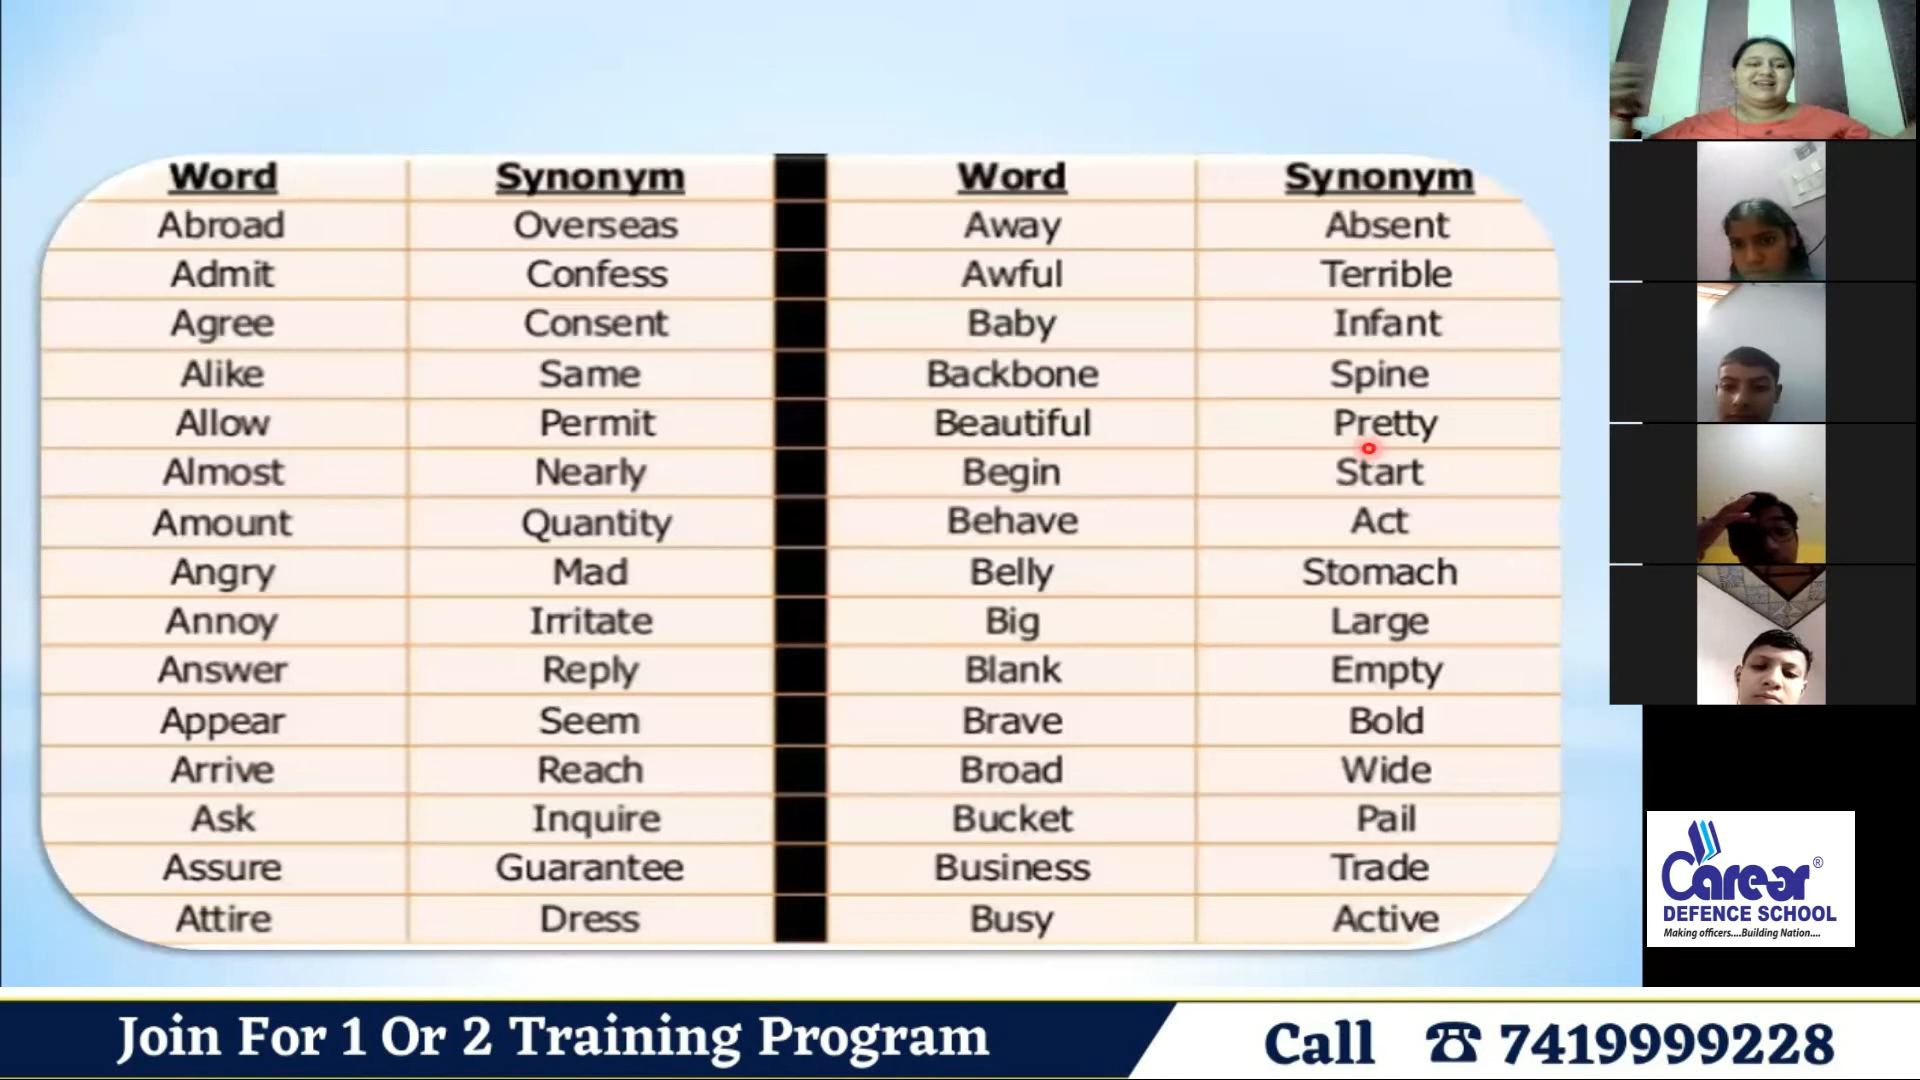 Word Synonym Word Synonym
Abroad Overseas Away Absent
Admit Confess Awful Terrible
Agree Consent Baby Infant
Alike Same Backbone Spine
Allow Permit Beautiful Pretty
Almost Nearly Begin Start
Amount Quantity Behave Act
Angry Mad Belly Stomach
Annoy Irritate Big Large
Answer Reply Blank Empty
Appear Seem Brave Bold
Arrive Reach Broad Wide
Ask Inquire Bucket Pail
Assure Guarantee Business Trade
Attire Dress Busy Active
Carear®
DEFENCE SCHOOL
Making officers....Building Nation....
Join For 1 Or 2 Training Program
Call ☎ 7419999228